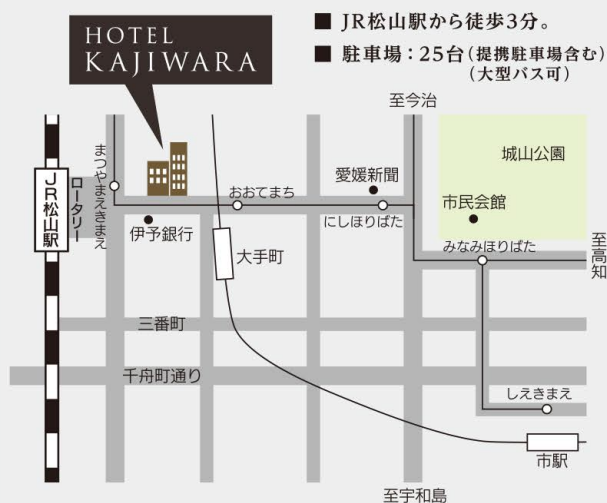 HOTEL
KAJIWARA
■ JR松山駅から徒歩3分。
■ 駐車場：25台(提携駐車場含む)
(大型バス可)
至今治
城山公園
まつやまえきまえ
愛媛新聞
JR松山駅
ロータリー
おおてまち
市民会館
にしほりばた
伊予銀行
みなみほりばた
至高知
大手町
三番町
千舟町通り
しえきまえ
市駅
至宇和島